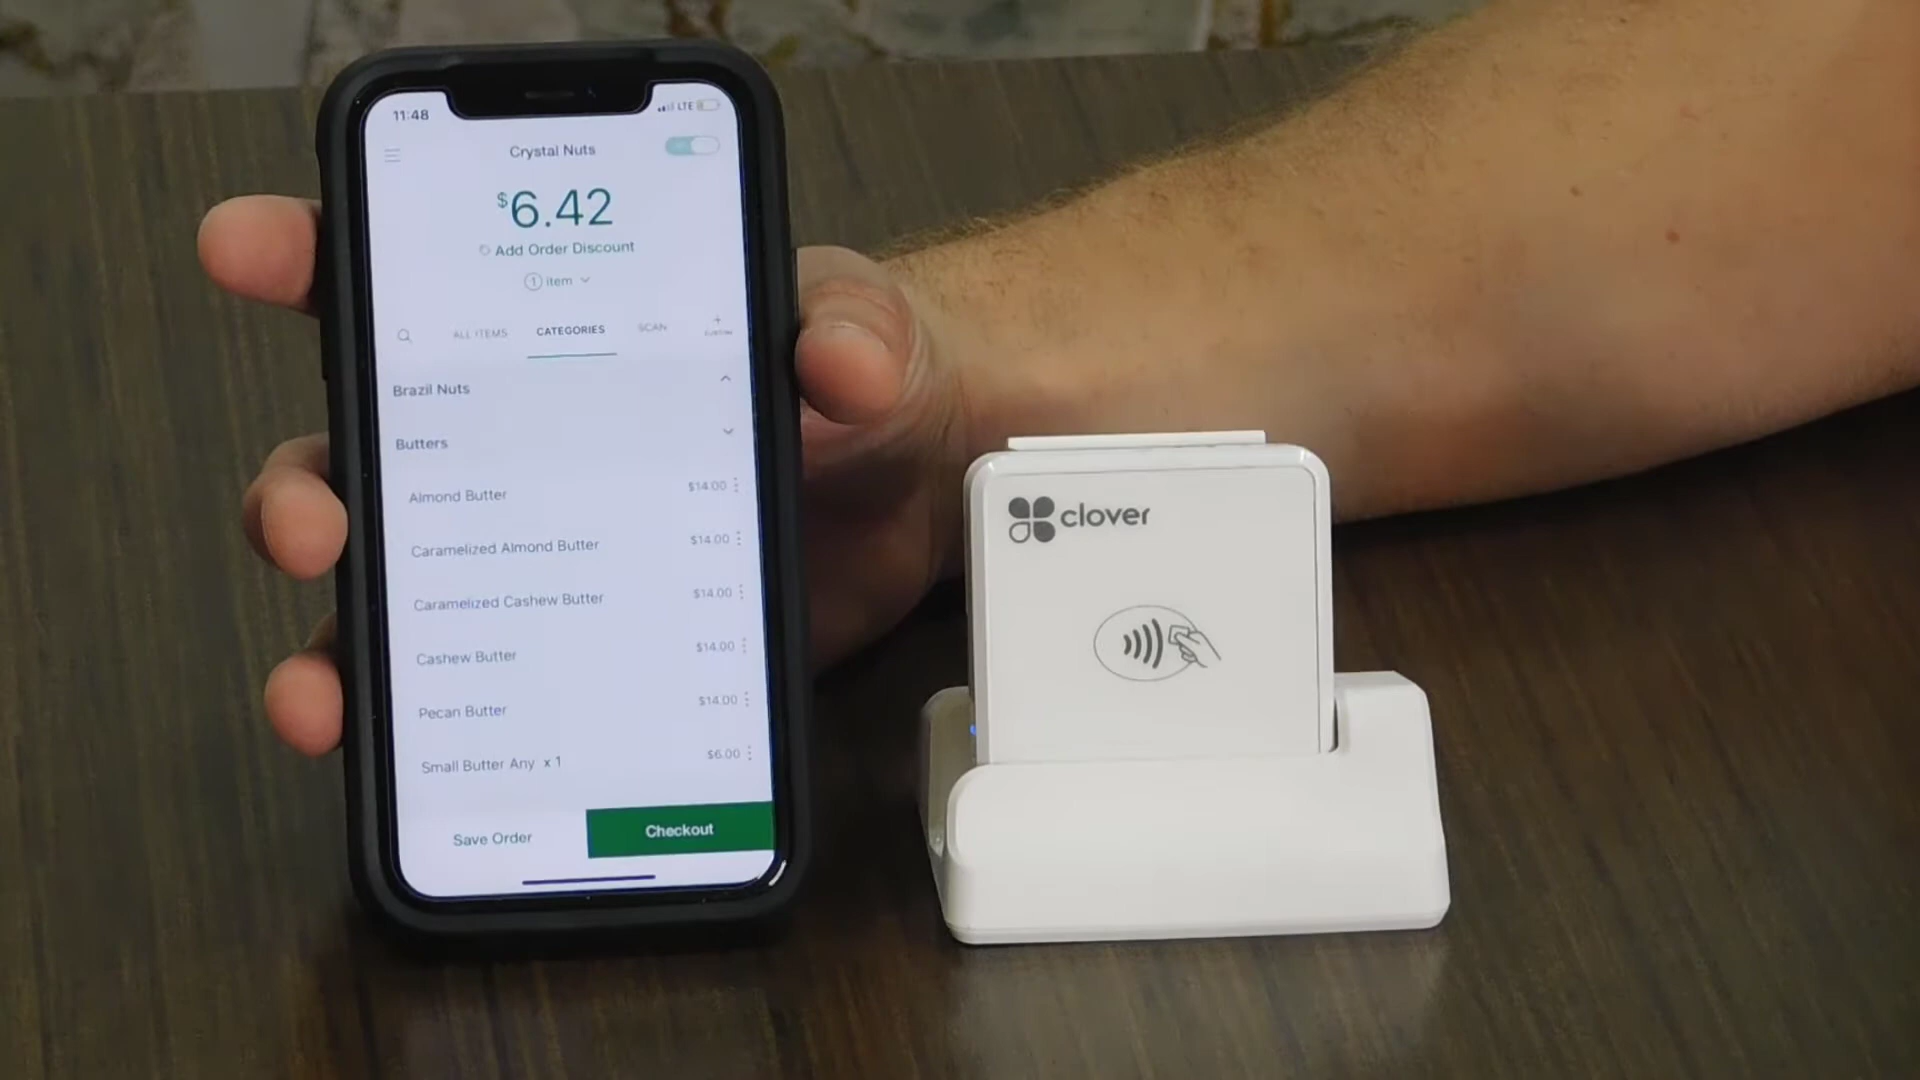 11:48
LTE
Crystal Nuts
$6.42
Add Order Discount
1 item
ALL ITEMS CATEGORIES SCAN CUSTOM
Brazil Nuts
Butters
Almond Butter $14.00
Caramelized Almond Butter $14.00
Caramelized Cashew Butter $14.00
Cashew Butter $14.00
Pecan Butter $14.00
Small Butter Any x 1 $6.00
Save Order Checkout
clover